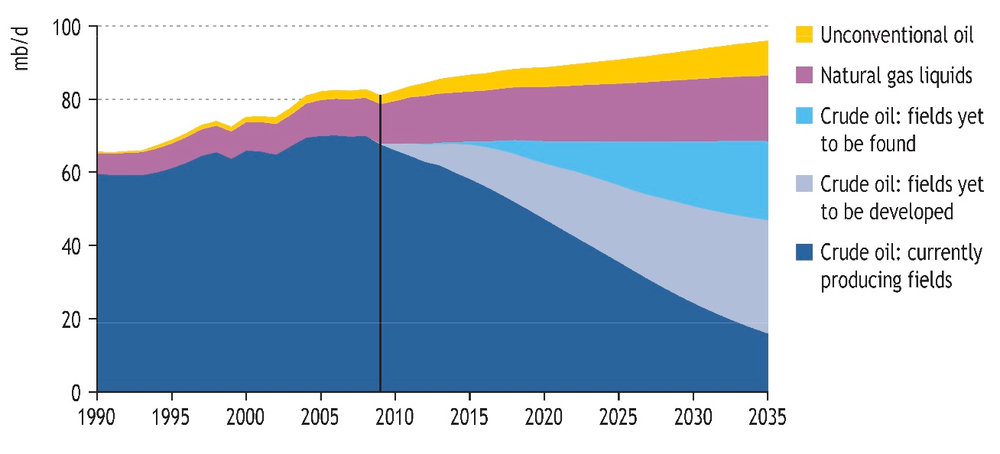 mb/d
100
80
60
40
20
0
1990 1995 2000 2005 2010 2015 2020 2025 2030 2035
Unconventional oil
Natural gas liquids
Crude oil: fields yet
to be found
Crude oil: fields yet
to be developed
Crude oil: currently
producing fields